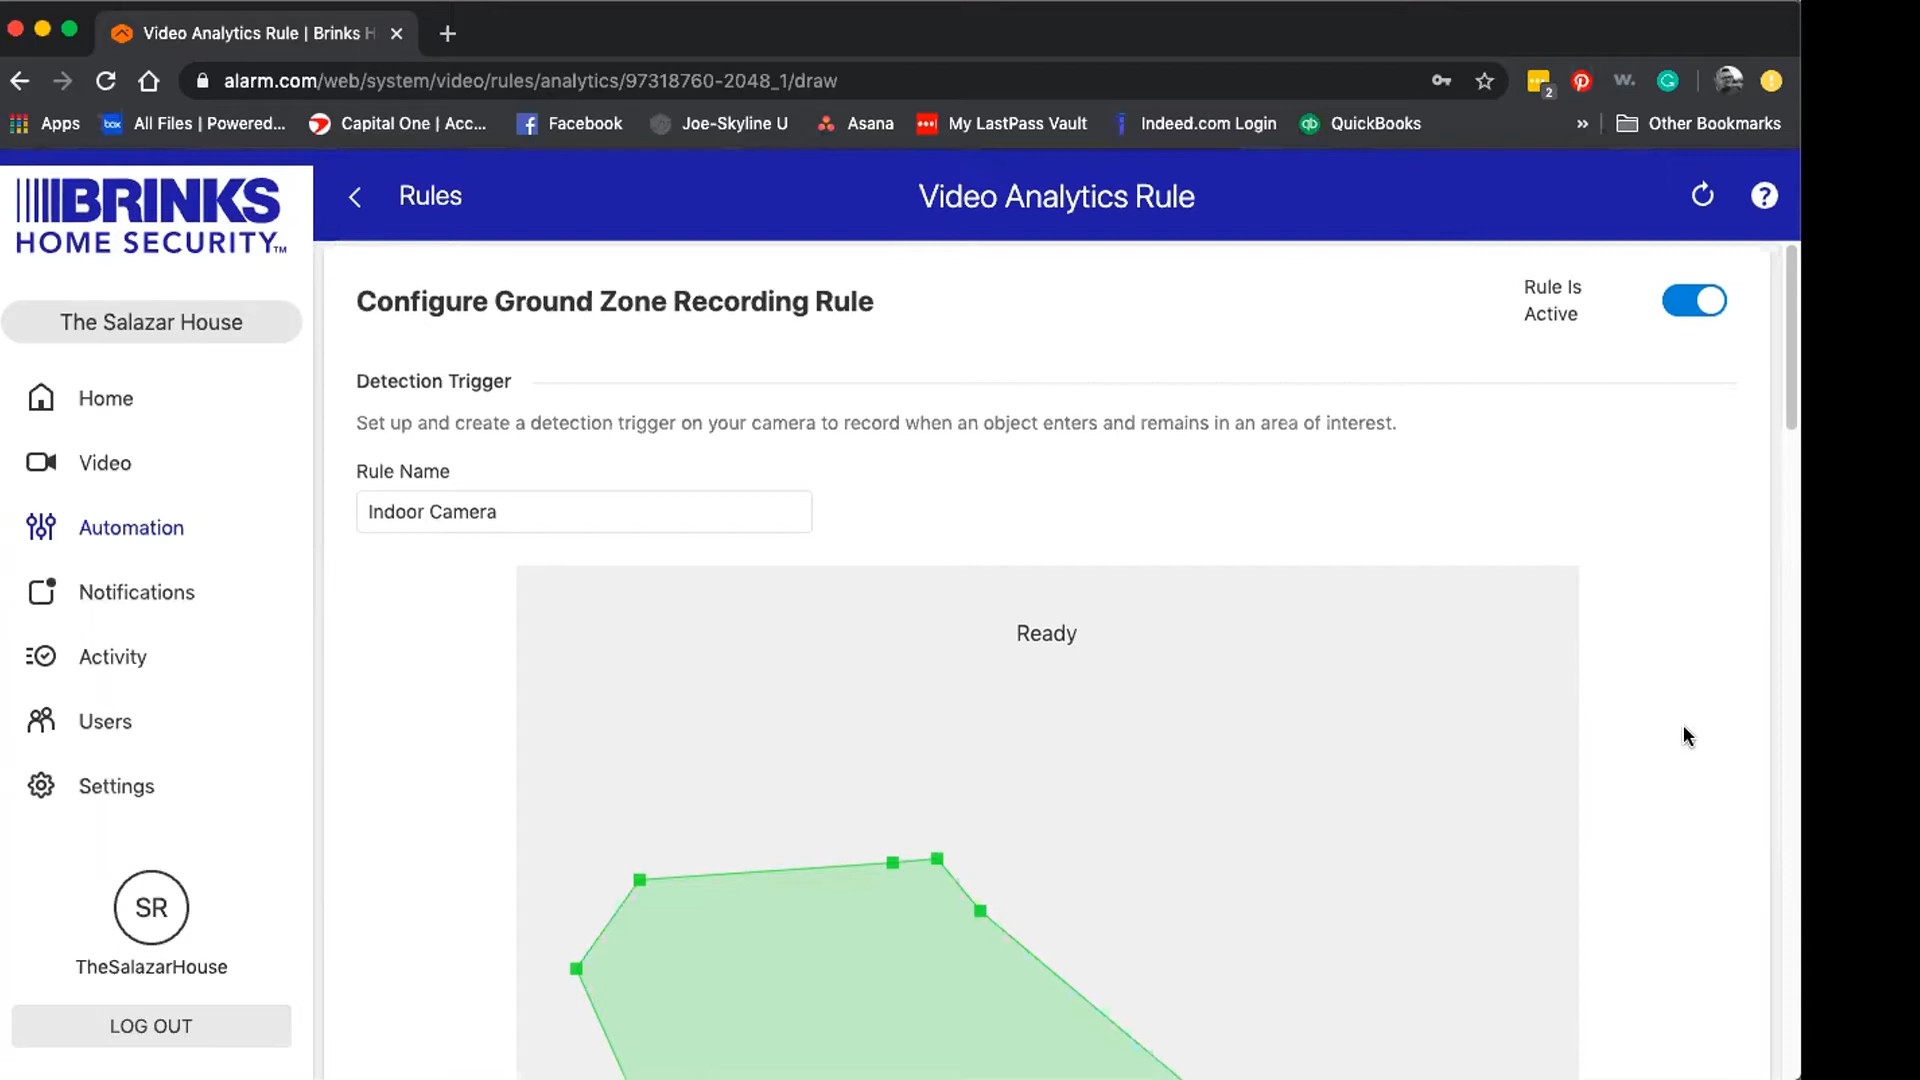 Video Analytics Rule | Brinks H
alarm.com/web/system/video/rules/analytics/97318760-2048_1/draw
2
W.
Apps
box
All Files | Powered...
Capital One | Acc...
Facebook
Joe-Skyline U
Asana
My LastPass Vault
Indeed.com Login
qb
QuickBooks
»
Other Bookmarks
BRINKS
HOME SECURITY™
Rules
Video Analytics Rule
?
The Salazar House
Home
Video
Automation
Notifications
Activity
Users
Settings
SR
TheSalazarHouse
LOG OUT
Configure Ground Zone Recording Rule
Rule Is
Active
Detection Trigger
Set up and create a detection trigger on your camera to record when an object enters and remains in an area of interest.
Rule Name
Indoor Camera
Ready